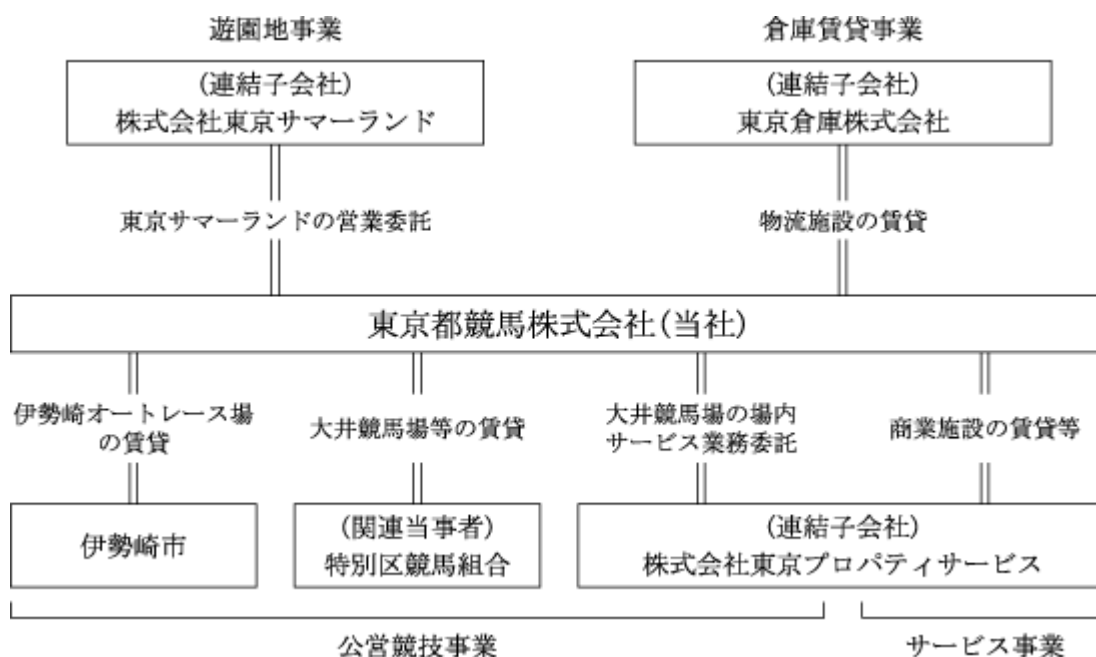 遊園地事業
倉庫賃貸事業
(連結子会社)
株式会社東京サマーランド
(連結子会社)
東京倉庫株式会社
東京サマーランドの営業委託
物流施設の賃貸
東京都競馬株式会社(当社)
伊勢崎オートレース場
の賃貸
大井競馬場等の賃貸
大井競馬場の場内
サービス業務委託
商業施設の賃貸等
伊勢崎市
(関連当事者)
特別区競馬組合
(連結子会社)
株式会社東京プロパティサービス
公営競技事業
サービス事業